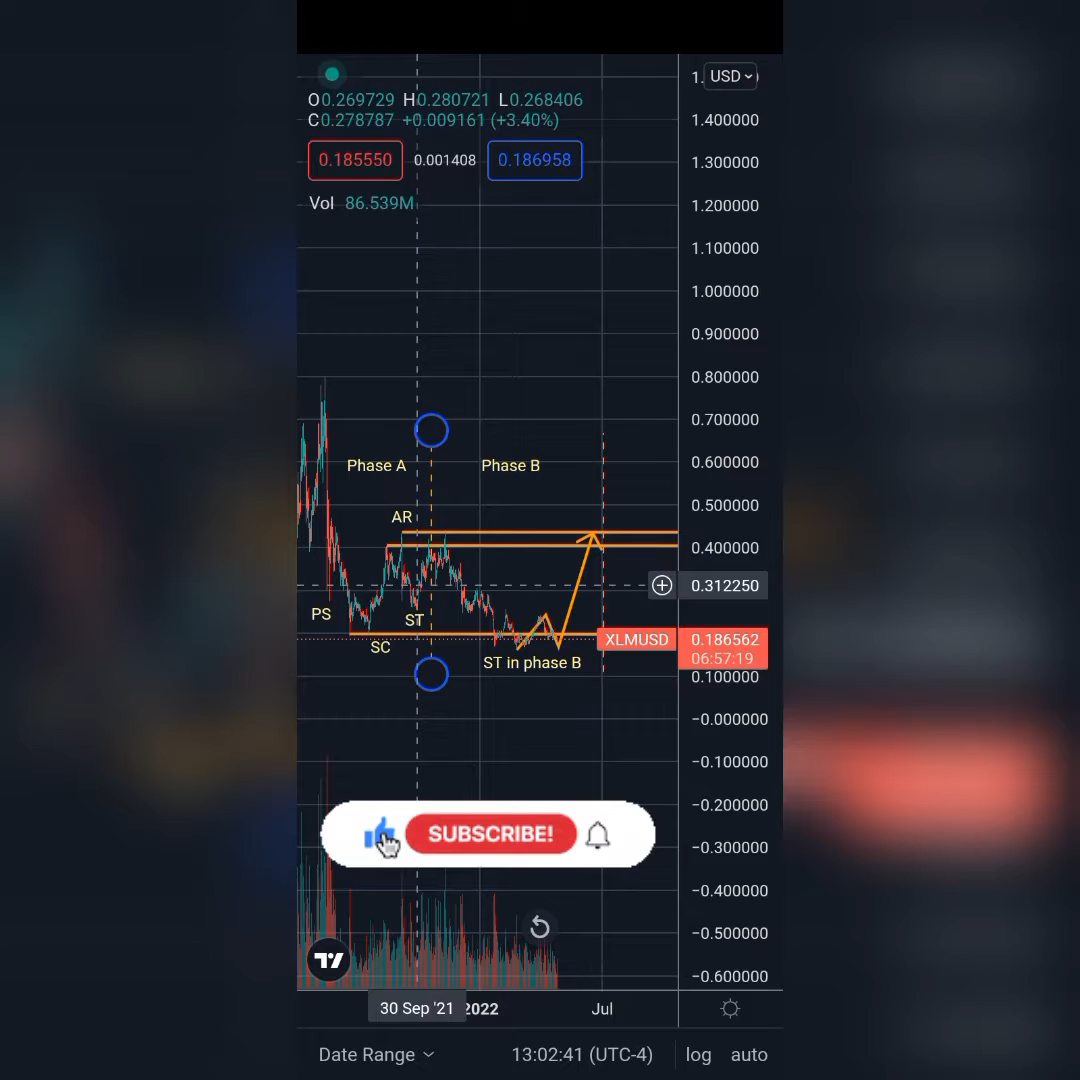 1.
USD
O0.269729 H0.280721 L0.268406
C0.278787 +0.009161 (+3.40%)
1.400000
0.185550 0.001408 0.186958
1.300000
Vol 86.539M
1.200000
1.100000
1.000000
0.900000
0.800000
0.700000
Phase A Phase B
0.600000
0.500000
AR
0.400000
0.312250
PS
ST
XLMUSD 0.186562
SC
06:57:19
ST in phase B
0.100000
−0.000000
−0.100000
−0.200000
SUBSCRIBE!
−0.300000
−0.400000
−0.500000
−0.600000
30 Sep '21 2022 Jul
Date Range 13:02:41 (UTC-4) log auto